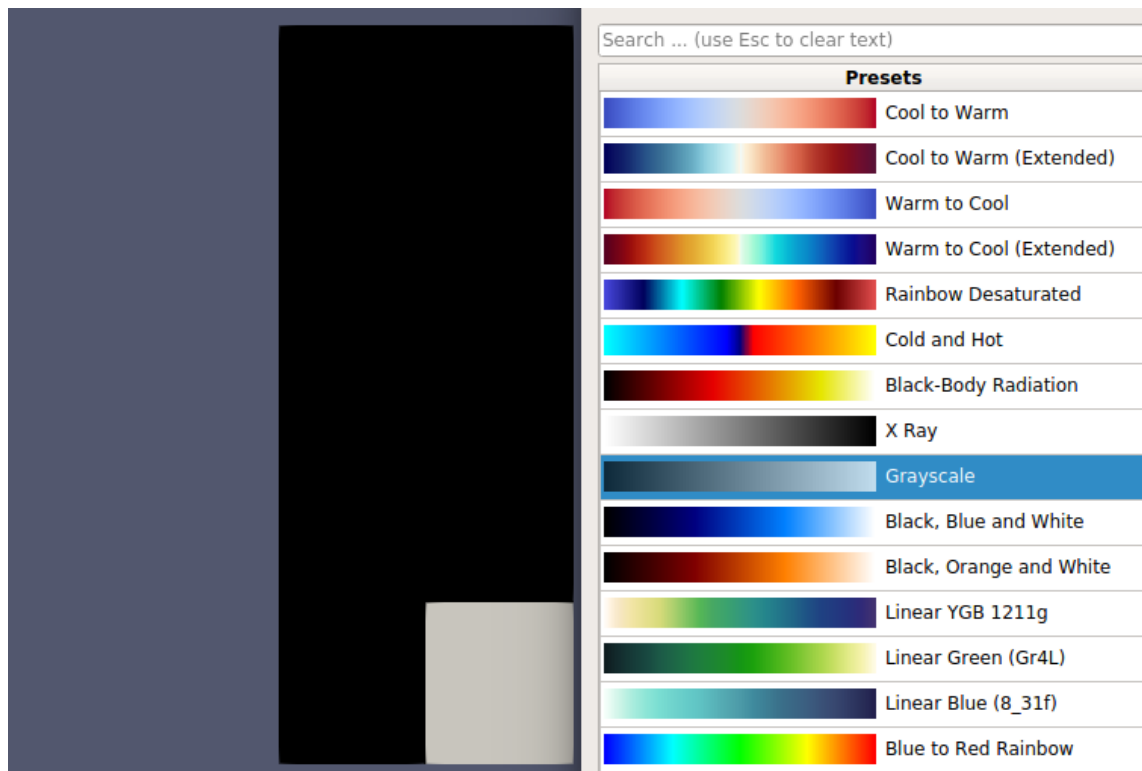 Search ... (use Esc to clear text)
Presets
Cool to Warm
Cool to Warm (Extended)
Warm to Cool
Warm to Cool (Extended)
Rainbow Desaturated
Cold and Hot
Black-Body Radiation
X Ray
Grayscale
Black, Blue and White
Black, Orange and White
Linear YGB 1211g
Linear Green (Gr4L)
Linear Blue (8_31f)
Blue to Red Rainbow